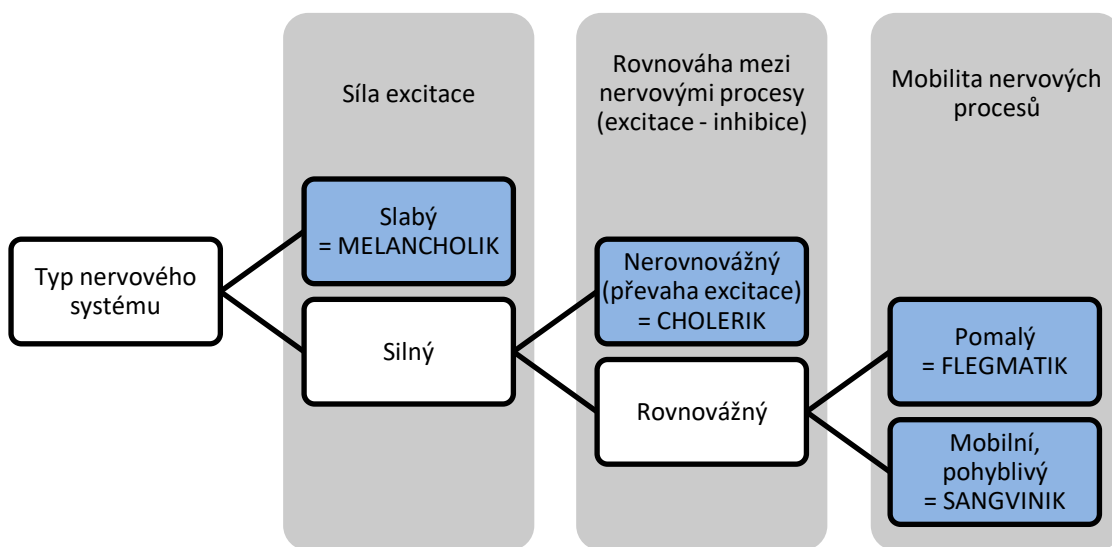 Síla excitace
Rovnováha mezi
nervovými procesy
(excitace - inhibice)
Mobilita nervových
procesů
Typ nervového
systému
Slabý
= MELANCHOLIK
Silný
Nerovnovážný
(převaha excitace)
= CHOLERIK
Rovnovážný
Pomalý
= FLEGMATIK
Mobilní,
pohyblivý
= SANGVINIK